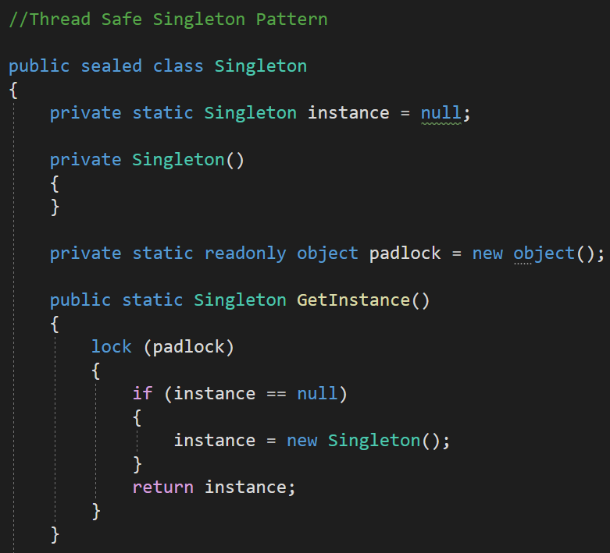 //Thread Safe Singleton Pattern
public sealed class Singleton
{
    private static Singleton instance = null;
    private Singleton()
    {
    }
    private static readonly object padlock = new object();
    public static Singleton GetInstance()
    {
        lock (padlock)
        {
            if (instance == null)
            {
                instance = new Singleton();
            }
            return instance;
        }
    }